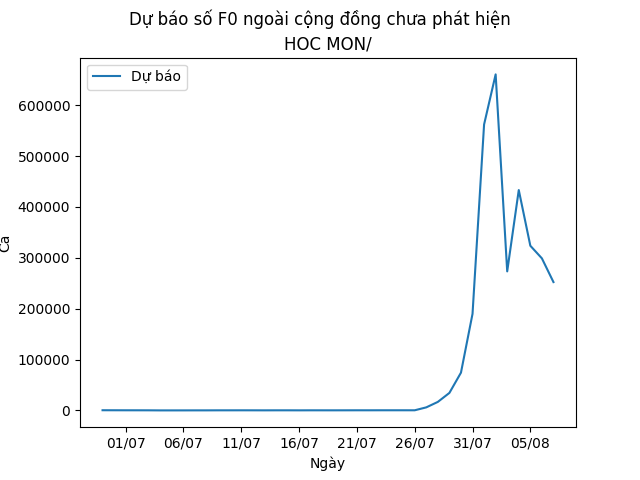 Dự báo số F0 ngoài cộng đồng chưa phát hiện
HOC MON/
Dự báo
600000
500000
400000
300000
200000
100000
0
Ca
01/07 06/07 11/07 16/07 21/07 26/07 31/07 05/08
Ngày